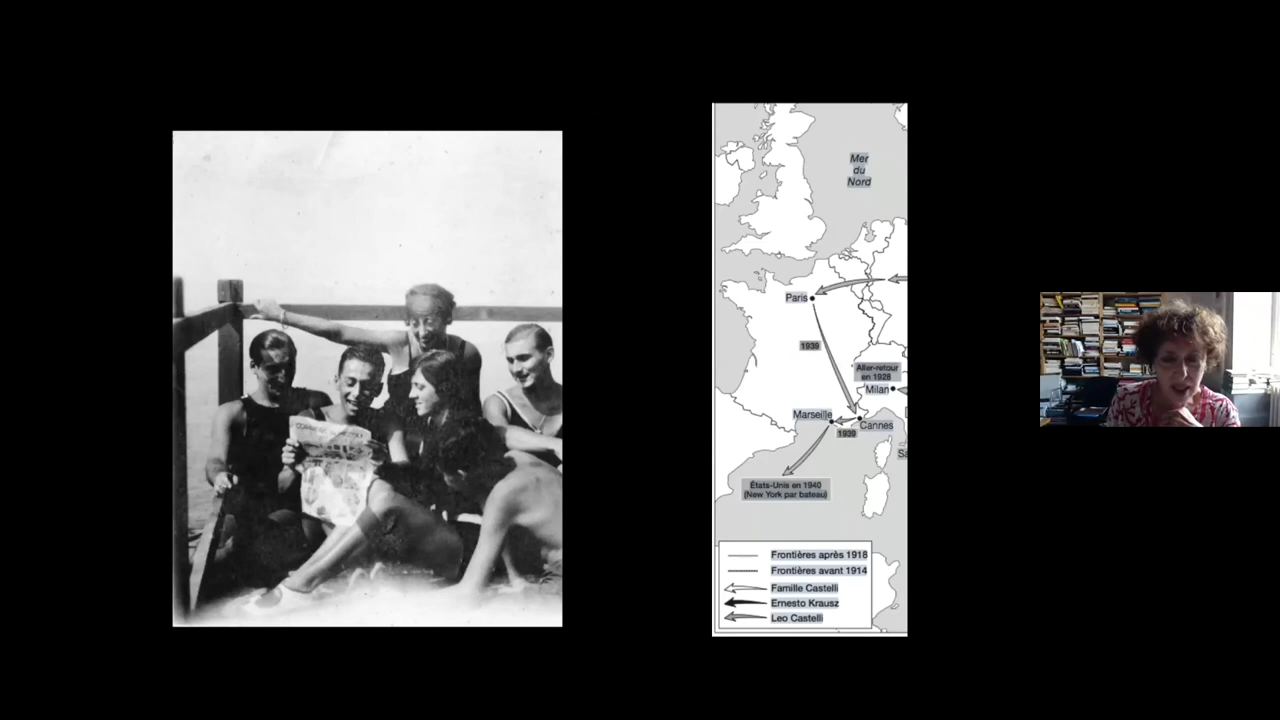 Mer
du
Nord
Paris
1939
Aller-retour
en 1928
Milan
Marseille
Cannes
1939
Sa
États-Unis en 1940
(New York par bateau)
Frontières après 1918
Frontières avant 1914
Famille Castelli
Ernesto Krausz
Leo Castelli